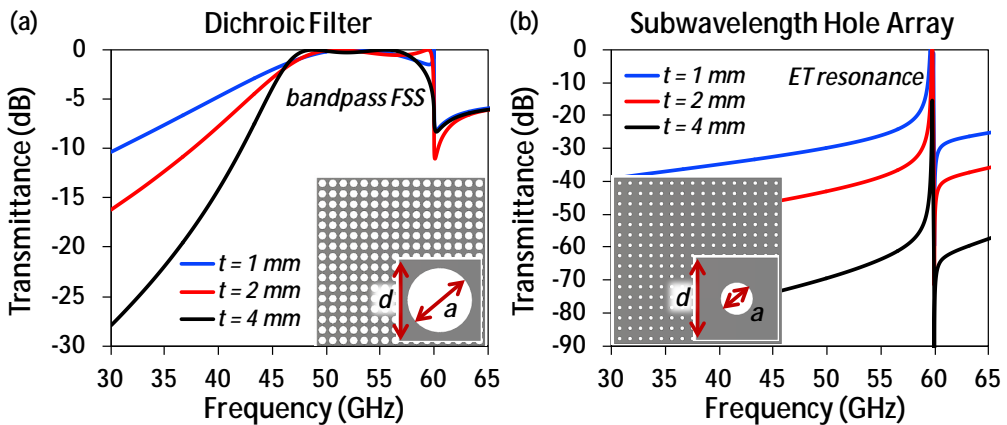 (a) Dichroic Filter
Transmittance (dB)
0
-5
-10
-15
-20
-25
-30
bandpass FSS
t = 1 mm
t = 2 mm
t = 4 mm
d
a
30 35 40 45 50 55 60 65
Frequency (GHz)
(b) Subwavelength Hole Array
Transmittance (dB)
0
-10
-20
-30
-40
-50
-60
-70
-80
-90
t = 1 mm
t = 2 mm
t = 4 mm
ET resonance
d
a
30 35 40 45 50 55 60 65
Frequency (GHz)